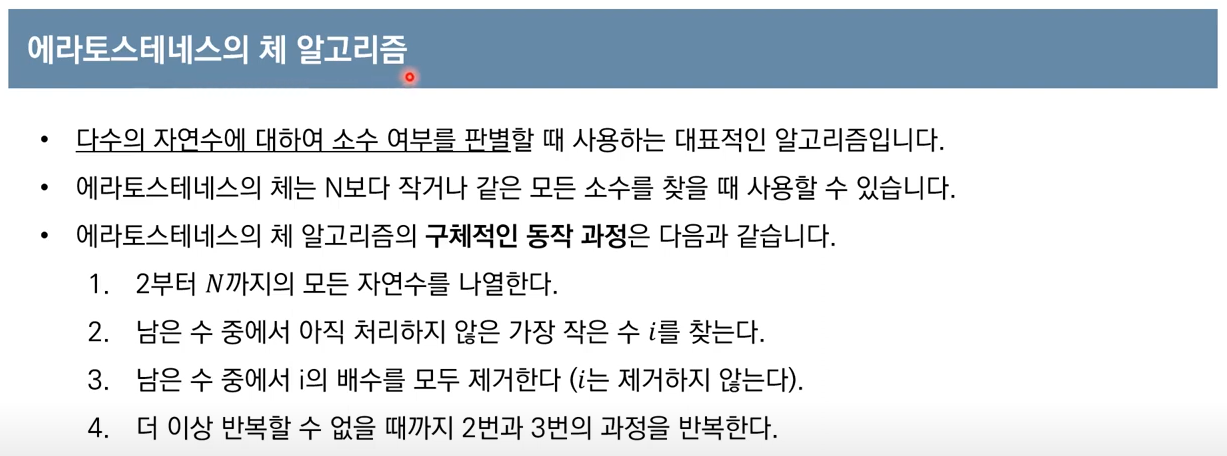 에라토스테네스의 체 알고리즘
• 다수의 자연수에 대하여 소수 여부를 판별할 때 사용하는 대표적인 알고리즘입니다.
• 에라토스테네스의 체는 N보다 작거나 같은 모든 소수를 찾을 때 사용할 수 있습니다.
• 에라토스테네스의 체 알고리즘의 구체적인 동작 과정은 다음과 같습니다.
1. 2부터 N까지의 모든 자연수를 나열한다.
2. 남은 수 중에서 아직 처리하지 않은 가장 작은 수 i를 찾는다.
3. 남은 수 중에서 i의 배수를 모두 제거한다 (i는 제거하지 않는다).
4. 더 이상 반복할 수 없을 때까지 2번과 3번의 과정을 반복한다.